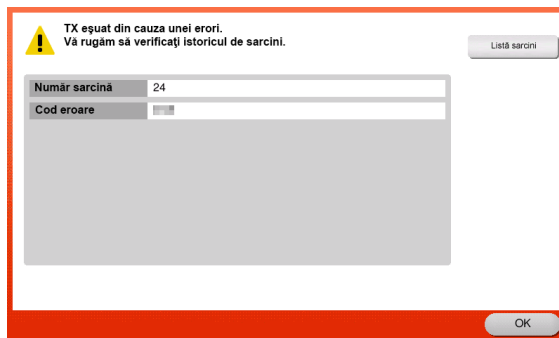 TX eşuat din cauza unei erori.
Vă rugăm să verificaţi istoricul de sarcini.
Listă sarcini
Număr sarcină 24
Cod eroare
OK